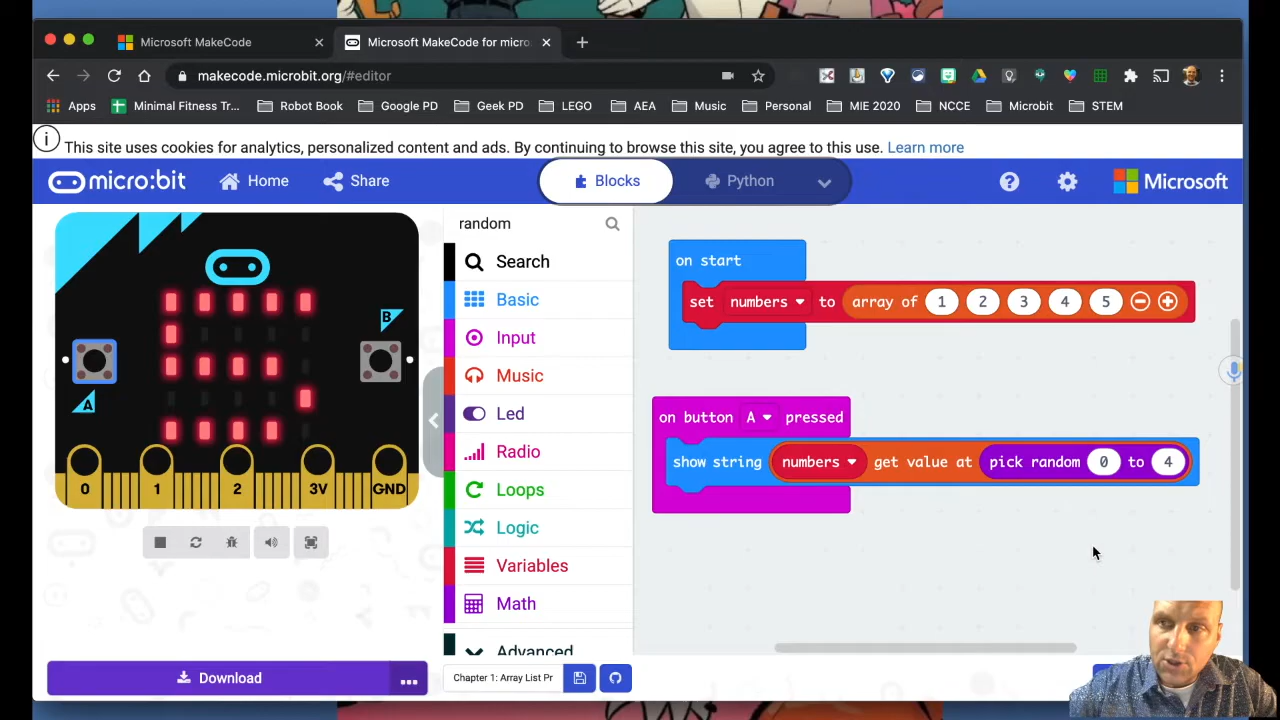 Microsoft MakeCode
Microsoft MakeCode for micro
makecode.microbit.org/#editor
Apps
Minimal Fitness Tr...
Robot Book
Google PD
Geek PD
LEGO
AEA
Music
Personal
MIE 2020
NCCE
Microbit
STEM
i This site uses cookies for analytics, personalized content and ads. By continuing to browse this site, you agree to this use. Learn more
micro:bit
Home
Share
Blocks
Python
?
Microsoft
B
A
0 1 2 3V GND
Download
...
random
Search
Basic
Input
Music
Led
Radio
Loops
Logic
Variables
Math
Advanced
Chapter 1: Array List Pr
on start
set numbers to array of 1 2 3 4 5
on button A pressed
show string numbers get value at pick random 0 to 4